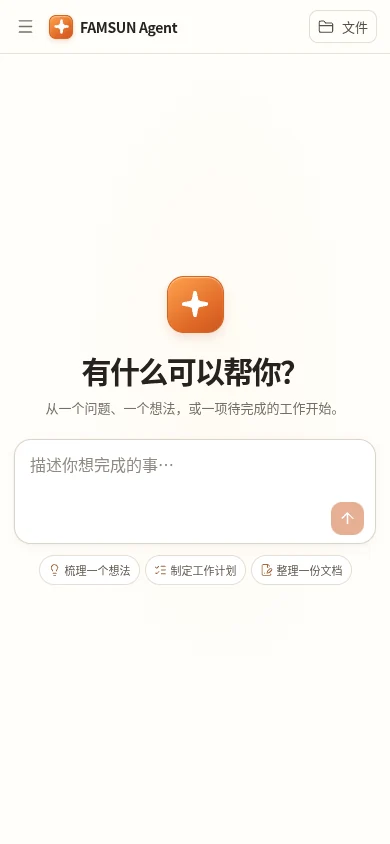 FAMSUN Agent
文件
有什么可以帮你?
从一个问题、一个想法，或一项待完成的工作开始。
描述你想完成的事…
梳理一个想法
制定工作计划
整理一份文档